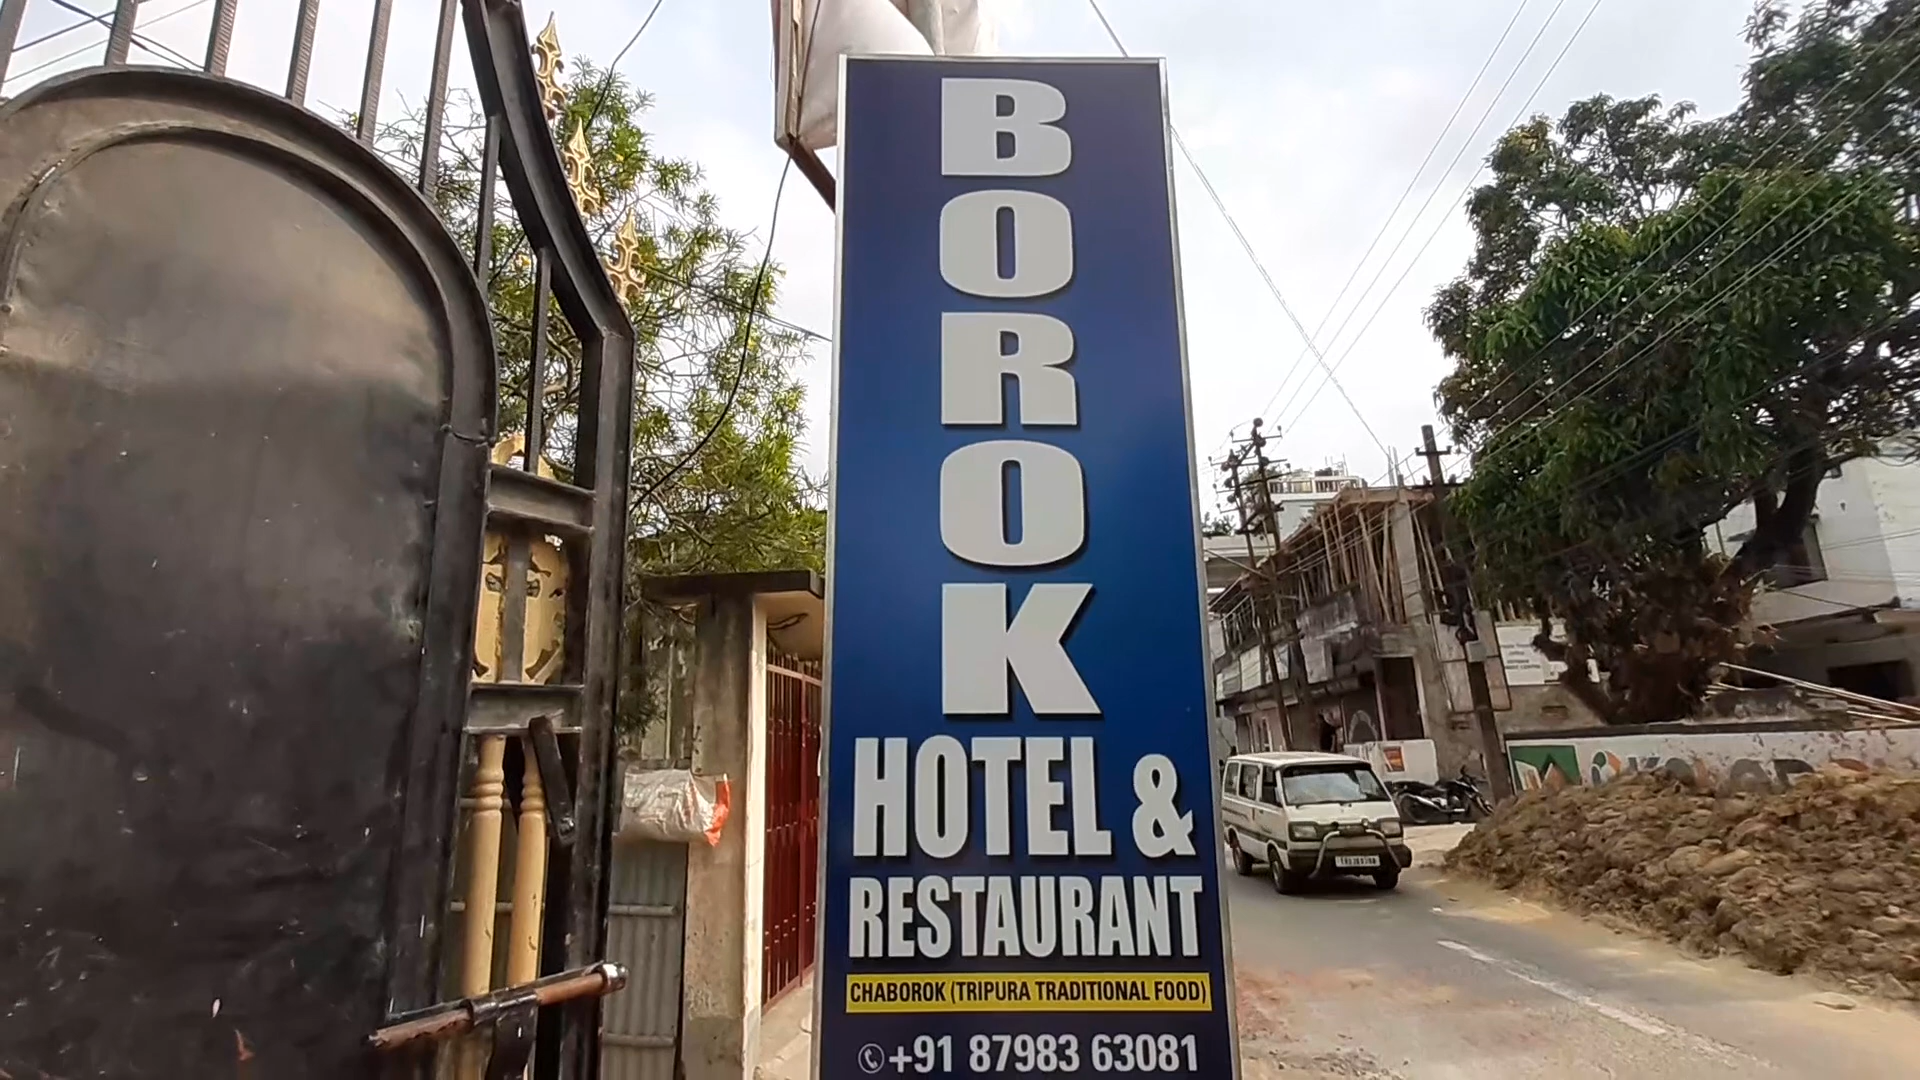 BOROK
HOTEL &
RESTAURANT
CHABOROK (TRIPURA TRADITIONAL FOOD)
+91 87983 63081